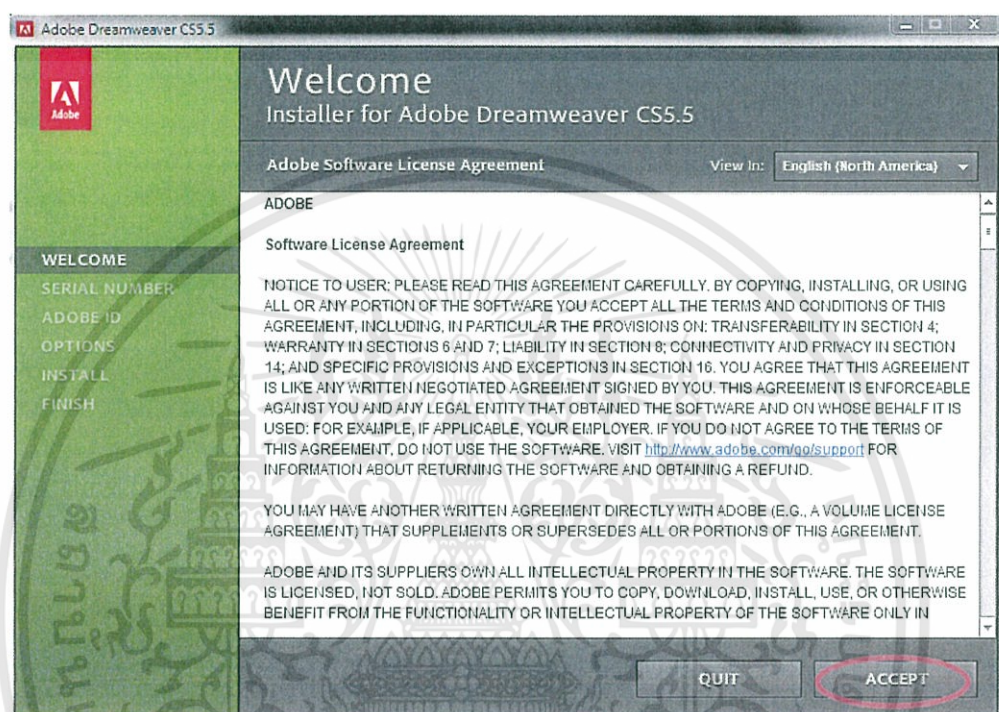 Adobe Dreamweaver CS5.5
Adobe
Welcome
Installer for Adobe Dreamweaver CS5.5
Adobe Software License Agreement
View In: English (North America)
WELCOME
SERIAL NUMBER
ADOBE ID
OPTIONS
INSTALL
FINISH
ADOBE
Software License Agreement
NOTICE TO USER: PLEASE READ THIS AGREEMENT CAREFULLY. BY COPYING, INSTALLING, OR USING
ALL OR ANY PORTION OF THE SOFTWARE YOU ACCEPT ALL THE TERMS AND CONDITIONS OF THIS
AGREEMENT, INCLUDING, IN PARTICULAR THE PROVISIONS ON: TRANSFERABILITY IN SECTION 4;
WARRANTY IN SECTIONS 6 AND 7; LIABILITY IN SECTION 8; CONNECTIVITY AND PRIVACY IN SECTION
14; AND SPECIFIC PROVISIONS AND EXCEPTIONS IN SECTION 16. YOU AGREE THAT THIS AGREEMENT
IS LIKE ANY WRITTEN NEGOTIATED AGREEMENT SIGNED BY YOU. THIS AGREEMENT IS ENFORCEABLE
AGAINST YOU AND ANY LEGAL ENTITY THAT OBTAINED THE SOFTWARE AND ON WHOSE BEHALF IT IS
USED: FOR EXAMPLE, IF APPLICABLE, YOUR EMPLOYER. IF YOU DO NOT AGREE TO THE TERMS OF
THIS AGREEMENT, DO NOT USE THE SOFTWARE. VISIT http://www.adobe.com/go/support FOR
INFORMATION ABOUT RETURNING THE SOFTWARE AND OBTAINING A REFUND.
YOU MAY HAVE ANOTHER WRITTEN AGREEMENT DIRECTLY WITH ADOBE (E.G., A VOLUME LICENSE
AGREEMENT) THAT SUPPLEMENTS OR SUPERSEDES ALL OR PORTIONS OF THIS AGREEMENT.
ADOBE AND ITS SUPPLIERS OWN ALL INTELLECTUAL PROPERTY IN THE SOFTWARE. THE SOFTWARE
IS LICENSED, NOT SOLD. ADOBE PERMITS YOU TO COPY, DOWNLOAD, INSTALL, USE, OR OTHERWISE
BENEFIT FROM THE FUNCTIONALITY OR INTELLECTUAL PROPERTY OF THE SOFTWARE ONLY IN
QUIT
ACCEPT